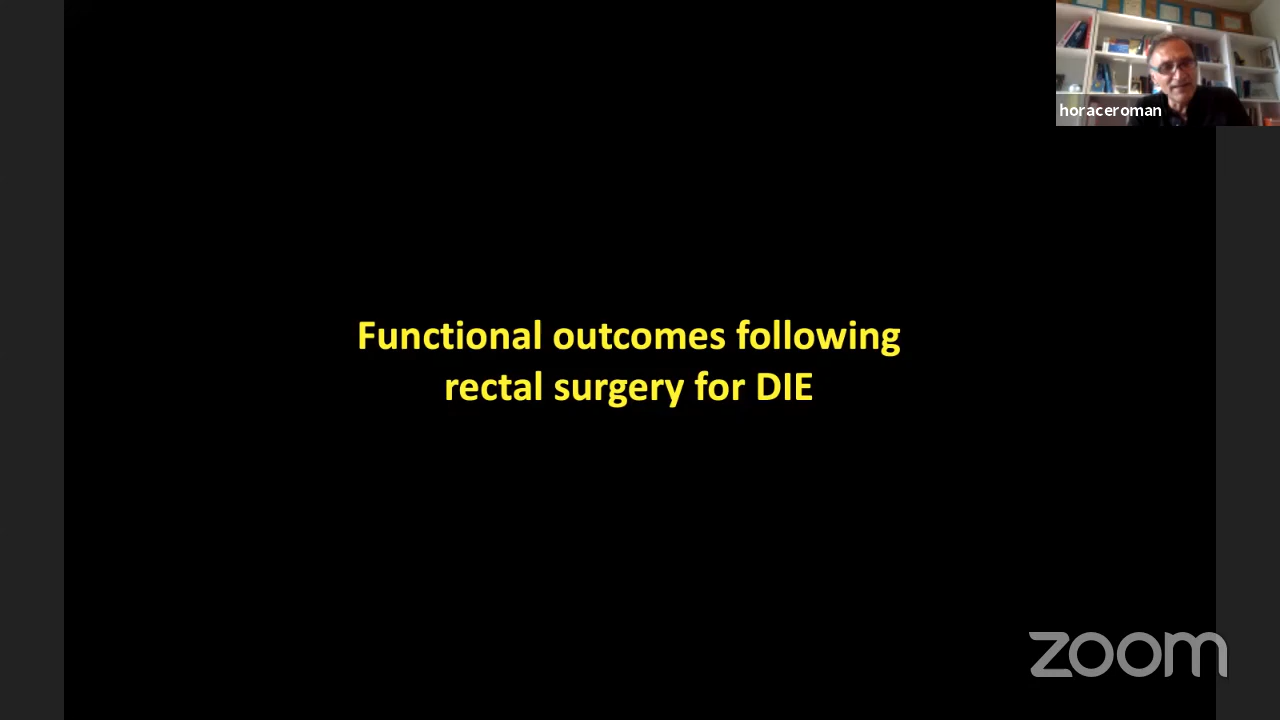 horaceroman
Functional outcomes following
rectal surgery for DIE
zoom